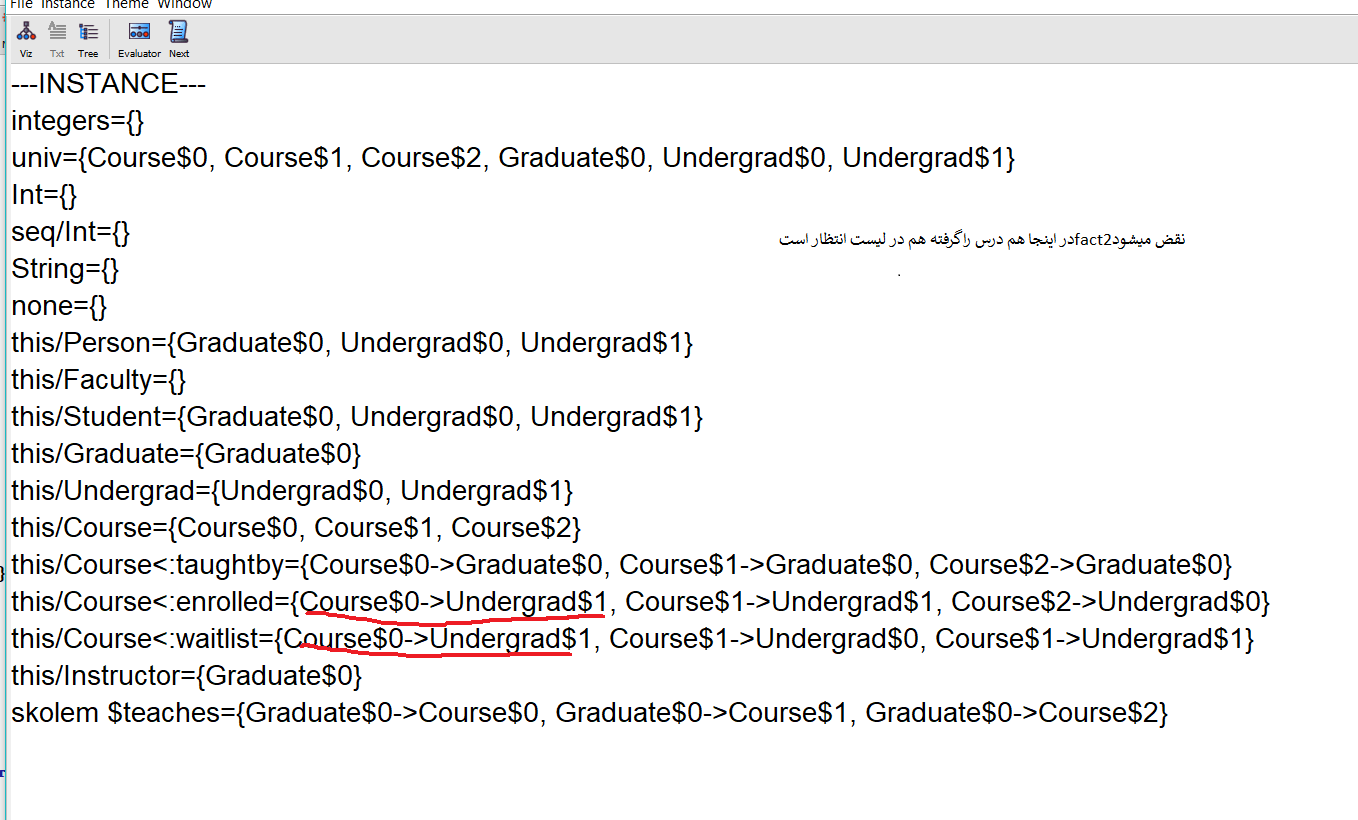 File Instance Theme Window
Viz Txt Tree Evaluator Next
---INSTANCE---
integers={}
univ={Course$0, Course$1, Course$2, Graduate$0, Undergrad$0, Undergrad$1}
Int={}
seq/Int={}
نقض میشودfact2در اینجا هم درس راگرفته هم در لیست انتظار است
.
String={}
none={}
this/Person={Graduate$0, Undergrad$0, Undergrad$1}
this/Faculty={}
this/Student={Graduate$0, Undergrad$0, Undergrad$1}
this/Graduate={Graduate$0}
this/Undergrad={Undergrad$0, Undergrad$1}
this/Course={Course$0, Course$1, Course$2}
this/Course<:taughtby={Course$0->Graduate$0, Course$1->Graduate$0, Course$2->Graduate$0}
this/Course<:enrolled={Course$0->Undergrad$1, Course$1->Undergrad$1, Course$2->Undergrad$0}
this/Course<:waitlist={Course$0->Undergrad$1, Course$1->Undergrad$0, Course$1->Undergrad$1}
this/Instructor={Graduate$0}
skolem $teaches={Graduate$0->Course$0, Graduate$0->Course$1, Graduate$0->Course$2}